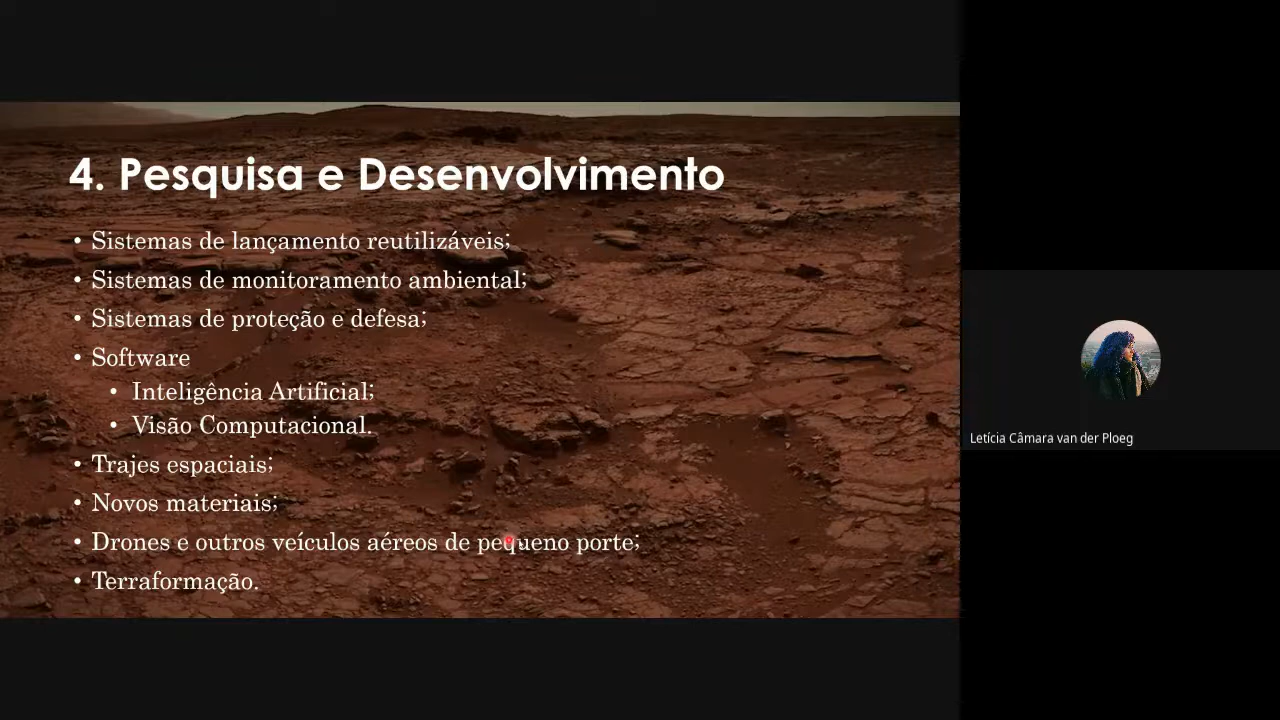 4. Pesquisa e Desenvolvimento
• Sistemas de lançamento reutilizáveis;
• Sistemas de monitoramento ambiental;
• Sistemas de proteção e defesa;
• Software
• Inteligência Artificial;
• Visão Computacional.
• Trajes espaciais;
• Novos materiais;
• Drones e outros veículos aéreos de pequeno porte;
• Terraformação.
Letícia Câmara van der Ploeg